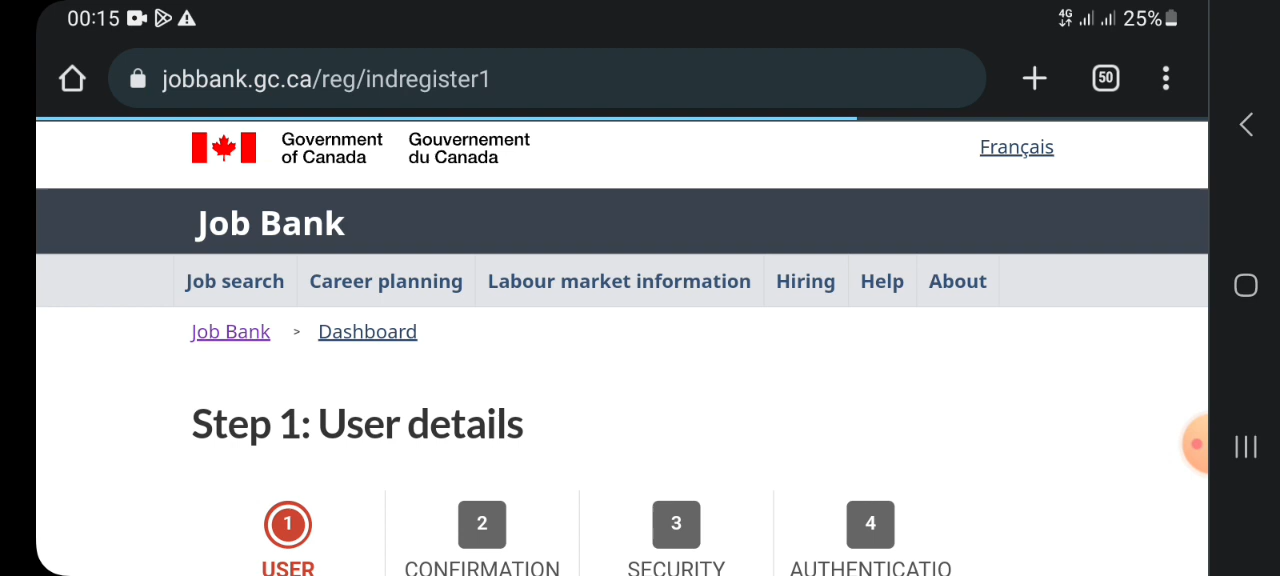 00:15 4G 25%
jobbank.gc.ca/reg/indregister1 50
Government of Canada
Gouvernement du Canada
Français
Job Bank
Job search Career planning Labour market information Hiring Help About
Job Bank > Dashboard
Step 1: User details
1 2 3 4
USER CONFIRMATION SECURITY AUTHENTICATIO